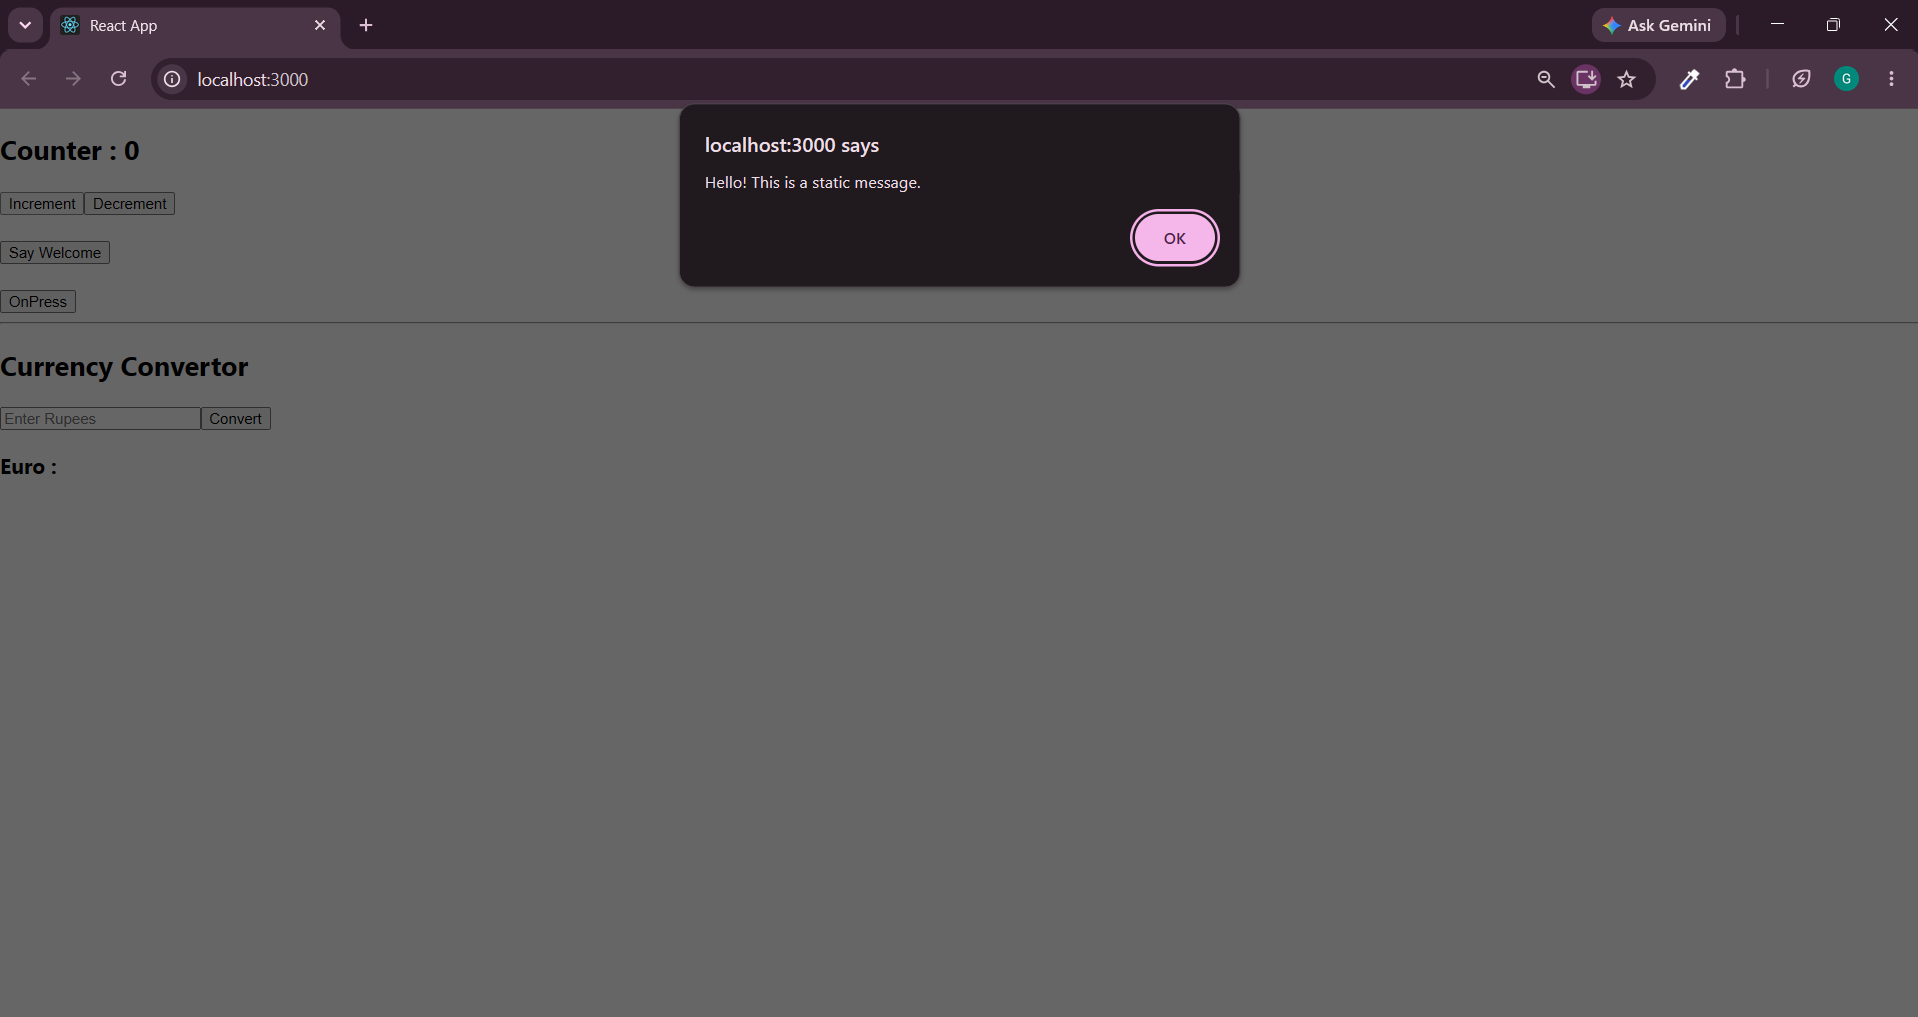 React App
Ask Gemini
localhost:3000
G
localhost:3000 says
Hello! This is a static message.
OK
Counter : 0
Increment Decrement
Say Welcome
OnPress
Currency Convertor
Enter Rupees Convert
Euro :